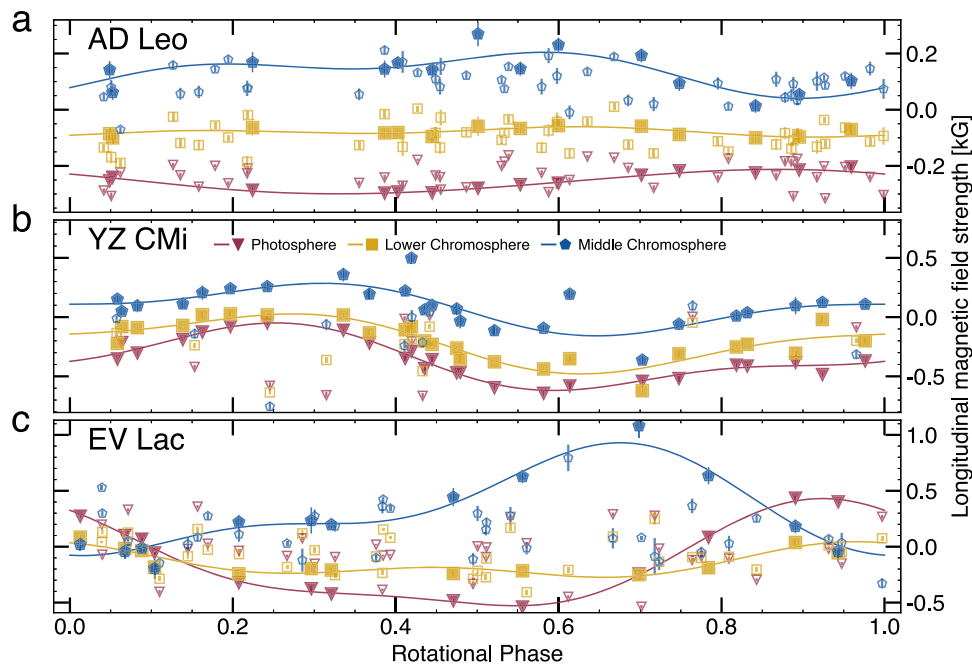 a
AD Leo
0.2
0.0
-0.2
b
YZ CMi
Photosphere
Lower Chromosphere
Middle Chromosphere
0.5
0.0
-0.5
c
EV Lac
1.0
0.5
0.0
-0.5
Longitudinal magnetic field strength [kG]
0.0 0.2 0.4 0.6 0.8 1.0
Rotational Phase